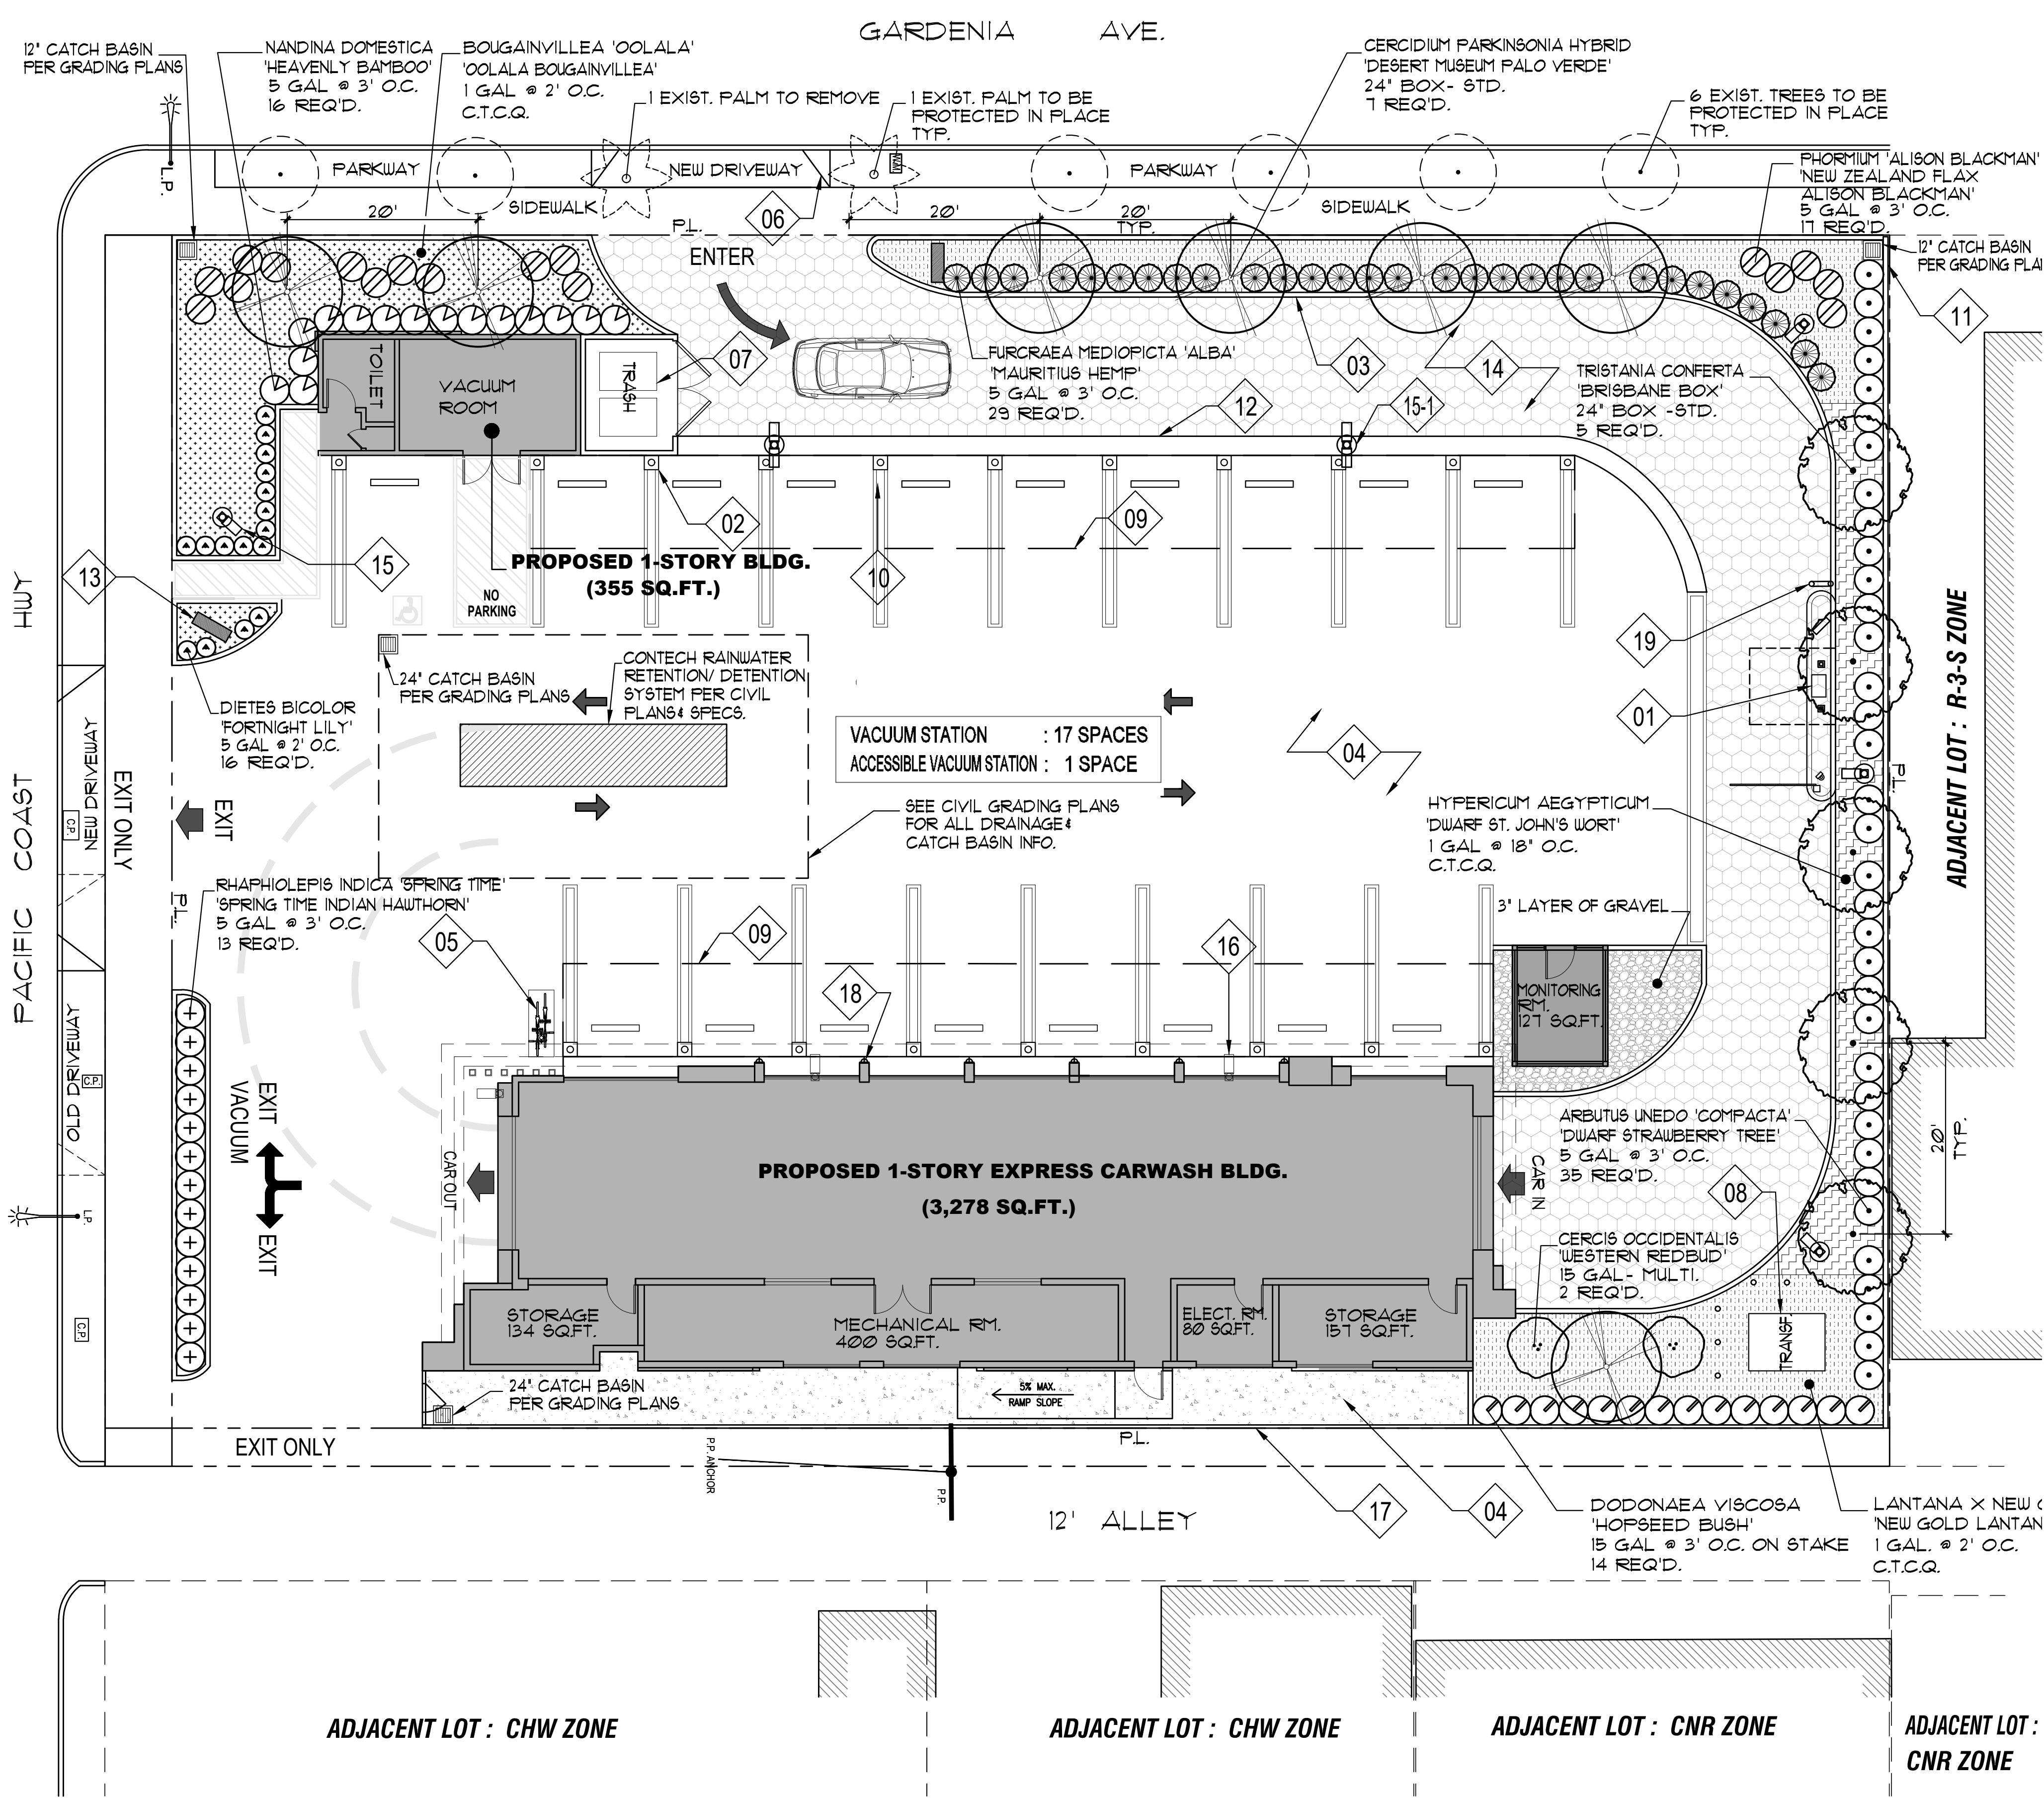 GARDENIA AVE.
12" CATCH BASIN
PER GRADING PLANS
NANDINA DOMESTICA
'HEAVENLY BAMBOO'
5 GAL @ 3' O.C.
16 REQ'D.
BOUGAINVILLEA 'OOLALA'
'OOLALA BOUGAINVILLEA'
1 GAL @ 2' O.C.
C.T.C.Q.
1 EXIST. PALM TO REMOVE
1 EXIST. PALM TO BE
PROTECTED IN PLACE
TYP.
CERCIDIUM PARKINSONIA HYBRID
'DESERT MUSEUM PALO VERDE'
24" BOX- STD.
7 REQ'D.
6 EXIST. TREES TO BE
PROTECTED IN PLACE
TYP.
PHORMIUM 'ALISON BLACKMAN'
'NEW ZEALAND FLAX
ALISON BLACKMAN'
5 GAL @ 3' O.C.
17 REQ'D.
12" CATCH BASIN
PER GRADING PLA
L.P.
PARKWAY
NEW DRIVEWAY
PARKWAY
WM
20'
SIDEWALK
P.L.
06
20'
20'
TYP.
SIDEWALK
ENTER
11
TOILET
VACUUM
ROOM
TRASH
07
FURCRAEA MEDIOPICTA 'ALBA'
'MAURITIUS HEMP'
5 GAL @ 3' O.C.
29 REQ'D.
03
14
12
15-1
TRISTANIA CONFERTA
'BRISBANE BOX'
24" BOX -STD.
5 REQ'D.
02
09
PROPOSED 1-STORY BLDG.
(355 SQ.FT.)
10
13
15
NO
PARKING
HWY
PACIFIC COAST
19
01
ADJACENT LOT : R-3-S ZONE
24" CATCH BASIN
PER GRADING PLANS
CONTECH RAINWATER
RETENTION/ DETENTION
SYSTEM PER CIVIL
PLANS& SPECS.
DIETES BICOLOR
'FORTNIGHT LILY'
5 GAL @ 2' O.C.
16 REQ'D.
VACUUM STATION : 17 SPACES
ACCESSIBLE VACUUM STATION : 1 SPACE
04
NEW DRIVEWAY
C.P.
EXIT ONLY
EXIT
P.L.
P.L.
SEE CIVIL GRADING PLANS
FOR ALL DRAINAGE&
CATCH BASIN INFO.
HYPERICUM AEGYPTICUM
'DWARF ST. JOHN'S WORT'
1 GAL @ 18" O.C.
C.T.C.Q.
RHAPHIOLEPIS INDICA 'SPRING TIME'
'SPRING TIME INDIAN HAWTHORN'
5 GAL @ 3' O.C.
13 REQ'D.
05
09
16
18
3" LAYER OF GRAVEL
MONITORING
RM.
127 SQ.FT.
OLD DRIVEWAY
C.P.
L.P.
C.P.
EXIT
VACUUM
EXIT
CAR OUT
PROPOSED 1-STORY EXPRESS CARWASH BLDG.
(3,278 SQ.FT.)
CAR IN
ARBUTUS UNEDO 'COMPACTA'
'DWARF STRAWBERRY TREE'
5 GAL @ 3' O.C.
35 REQ'D.
20'
TYP.
08
CERCIS OCCIDENTALIS
'WESTERN REDBUD'
15 GAL- MULTI.
2 REQ'D.
STORAGE
134 SQ.FT.
MECHANICAL RM.
400 SQ.FT.
ELECT. RM.
80 SQ.FT.
STORAGE
157 SQ.FT.
TRANSF
24" CATCH BASIN
PER GRADING PLANS
5% MAX.
RAMP SLOPE
EXIT ONLY
P.L.
P.P. ANCHOR
P.P.
12' ALLEY
17
04
DODONAEA VISCOSA
'HOPSEED BUSH'
15 GAL @ 3' O.C. ON STAKE
14 REQ'D.
LANTANA X NEW
'NEW GOLD LANTAN
1 GAL. @ 2' O.C.
C.T.C.Q.
ADJACENT LOT : CHW ZONE
ADJACENT LOT : CHW ZONE
ADJACENT LOT : CNR ZONE
ADJACENT LOT :
CNR ZONE